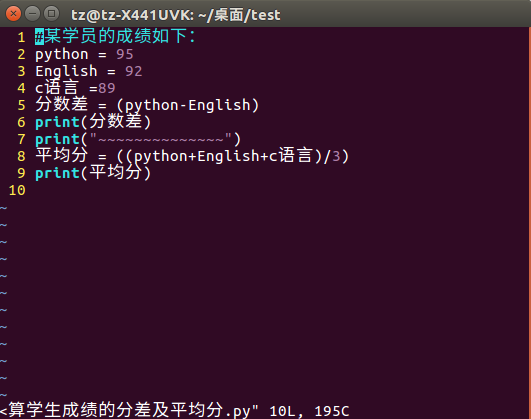 tz@tz-X441UVK: ~/桌面/test
1 #某学员的成绩如下：
2 python = 95
3 English = 92
4 c语言 =89
5 分数差 = (python-English)
6 print(分数差)
7 print("~~~~~~~~~~~~~~")
8 平均分 = ((python+English+c语言)/3)
9 print(平均分)
10
~
~
~
~
~
~
~
~
~
~
~
~
<算学生成绩的分差及平均分.py" 10L, 195C